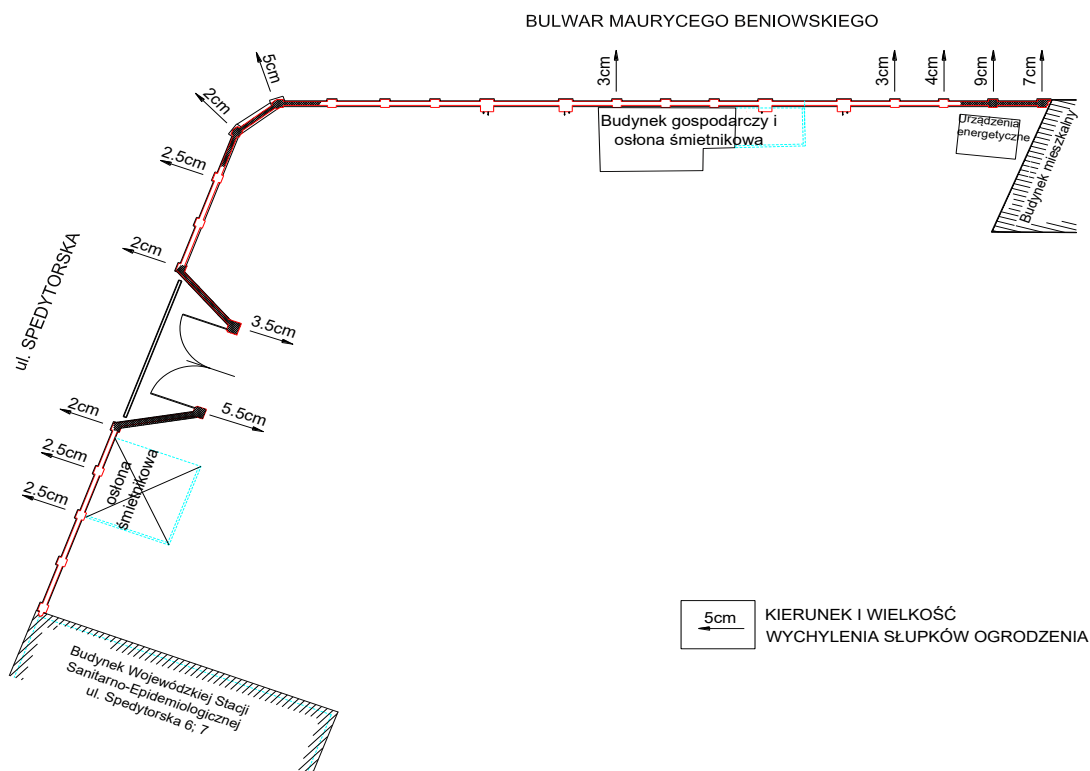 BULWAR MAURYCEGO BENIOWSKIEGO
5cm
3cm
3cm
4cm
9cm
7cm
2cm
Budynek gospodarczy i
osłona śmietnikowa
Urządzenia
energetyczne
Budynek mieszkalny
2.5cm
2cm
ul. SPEDYTORSKA
3.5cm
2cm
5.5cm
2.5cm
2.5cm
osłona
śmietnikowa
5cm
KIERUNEK I WIELKOŚĆ
WYCHYLENIA SŁUPKÓW OGRODZENIA
Budynek Wojewódzkiej Stacji
Sanitarno-Epidemiologicznej
ul. Spedytorska 6; 7